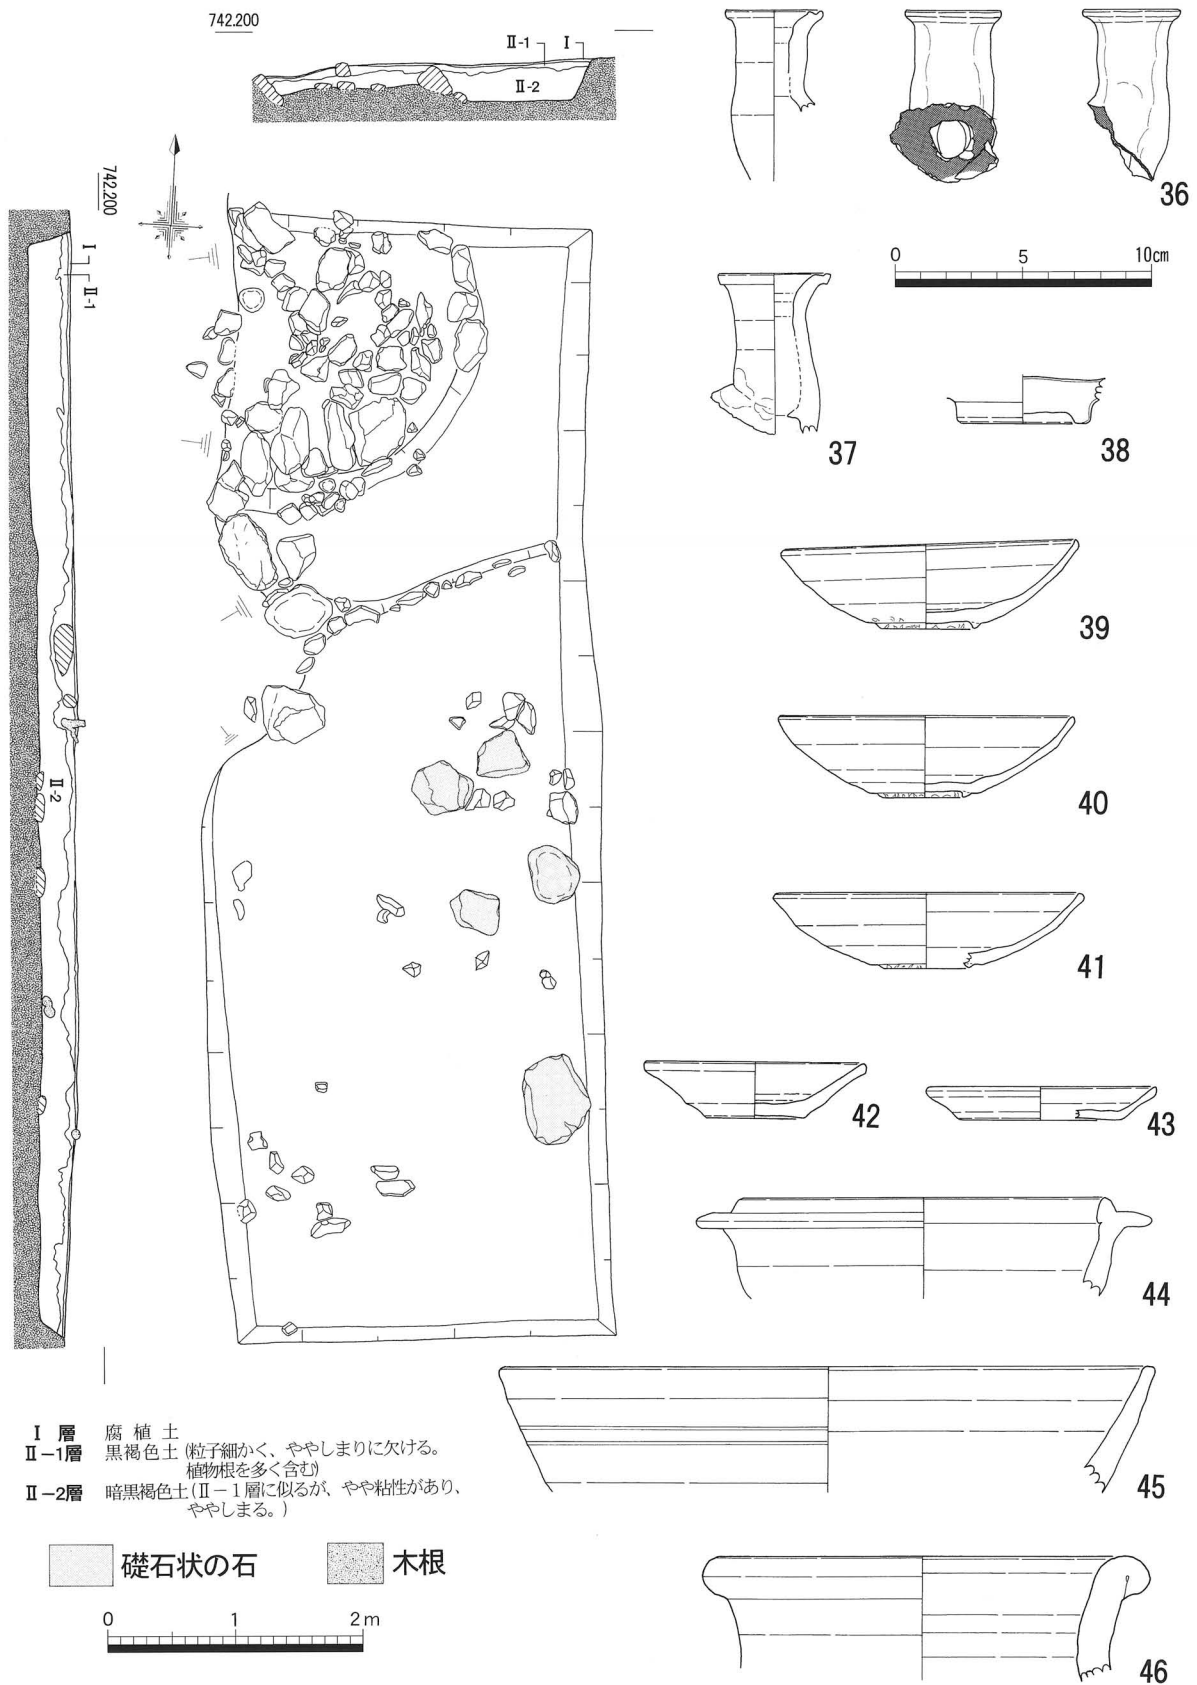 742.200
Ⅱ-1
Ⅰ
Ⅱ-2
742.200
Ⅰ
Ⅱ-1
Ⅱ-2
36
0 5 10cm
37
38
39
40
41
42
43
44
45
46
Ⅰ 層 腐 植 土
Ⅱ－1層 黒褐色土 (粒子細かく、ややしまりに欠ける。
植物根を多く含む)
Ⅱ－2層 暗黒褐色土 (Ⅱ－１層に似るが、やや粘性があり、
ややしまる。)
礎石状の石
木根
0 1 2 m